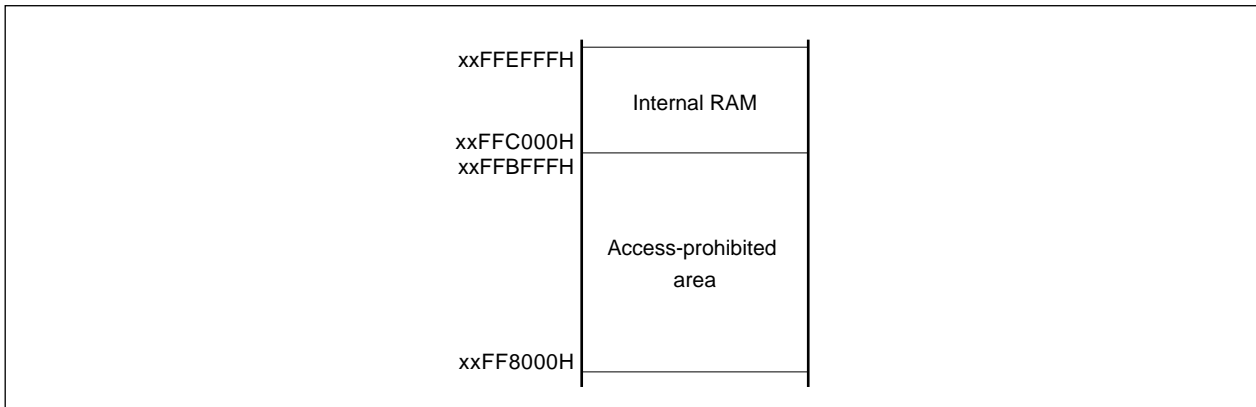 xxFFEFFFH
Internal RAM
xxFFC000H
xxFFBFFFH
Access-prohibited
area
xxFF8000H